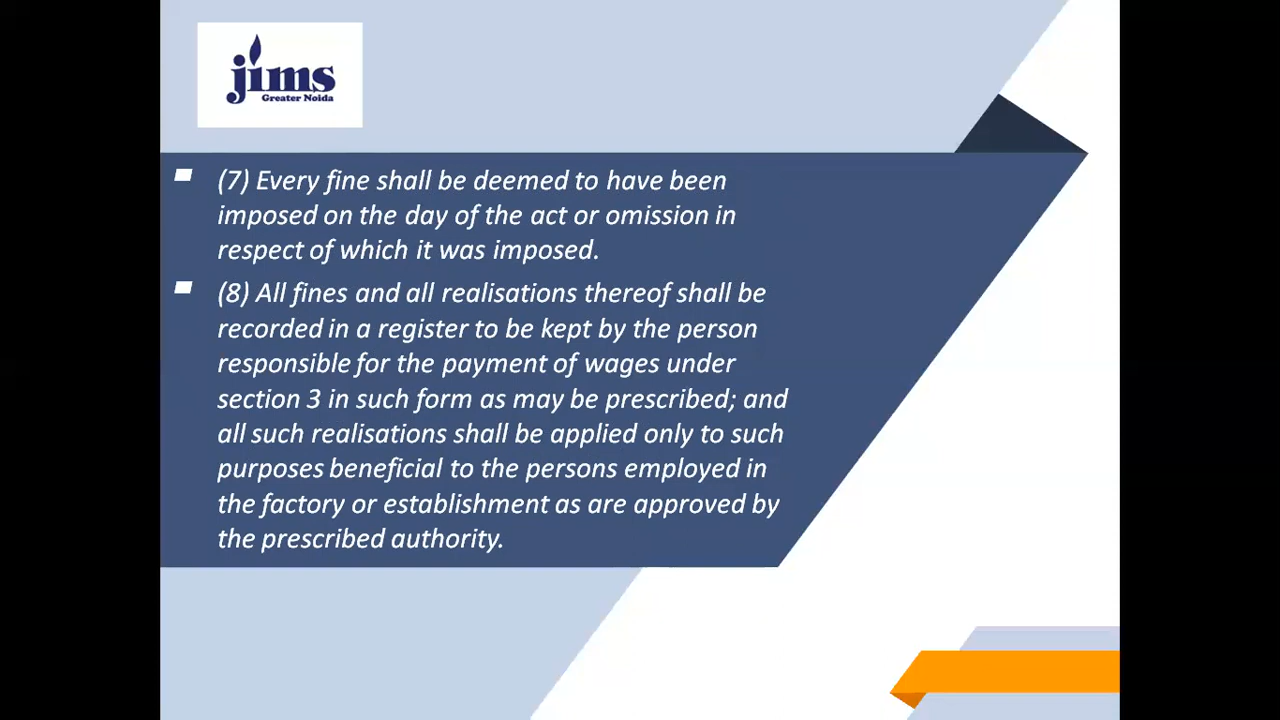 jims
Greater Noida
(7) Every fine shall be deemed to have been
imposed on the day of the act or omission in
respect of which it was imposed.
(8) All fines and all realisations thereof shall be
recorded in a register to be kept by the person
responsible for the payment of wages under
section 3 in such form as may be prescribed; and
all such realisations shall be applied only to such
purposes beneficial to the persons employed in
the factory or establishment as are approved by
the prescribed authority.